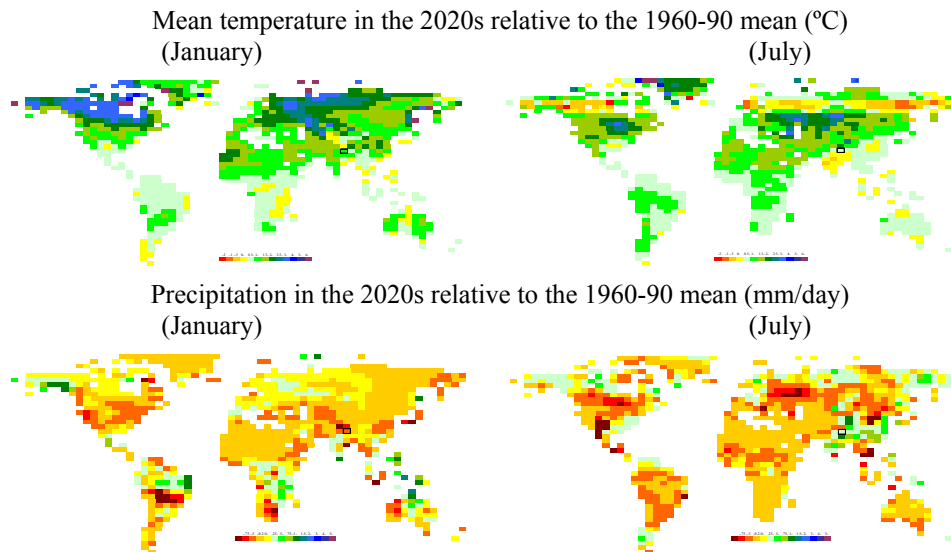 Mean temperature in the 2020s relative to the 1960-90 mean (ºC)
(January) (July)
Precipitation in the 2020s relative to the 1960-90 mean (mm/day)
(January) (July)